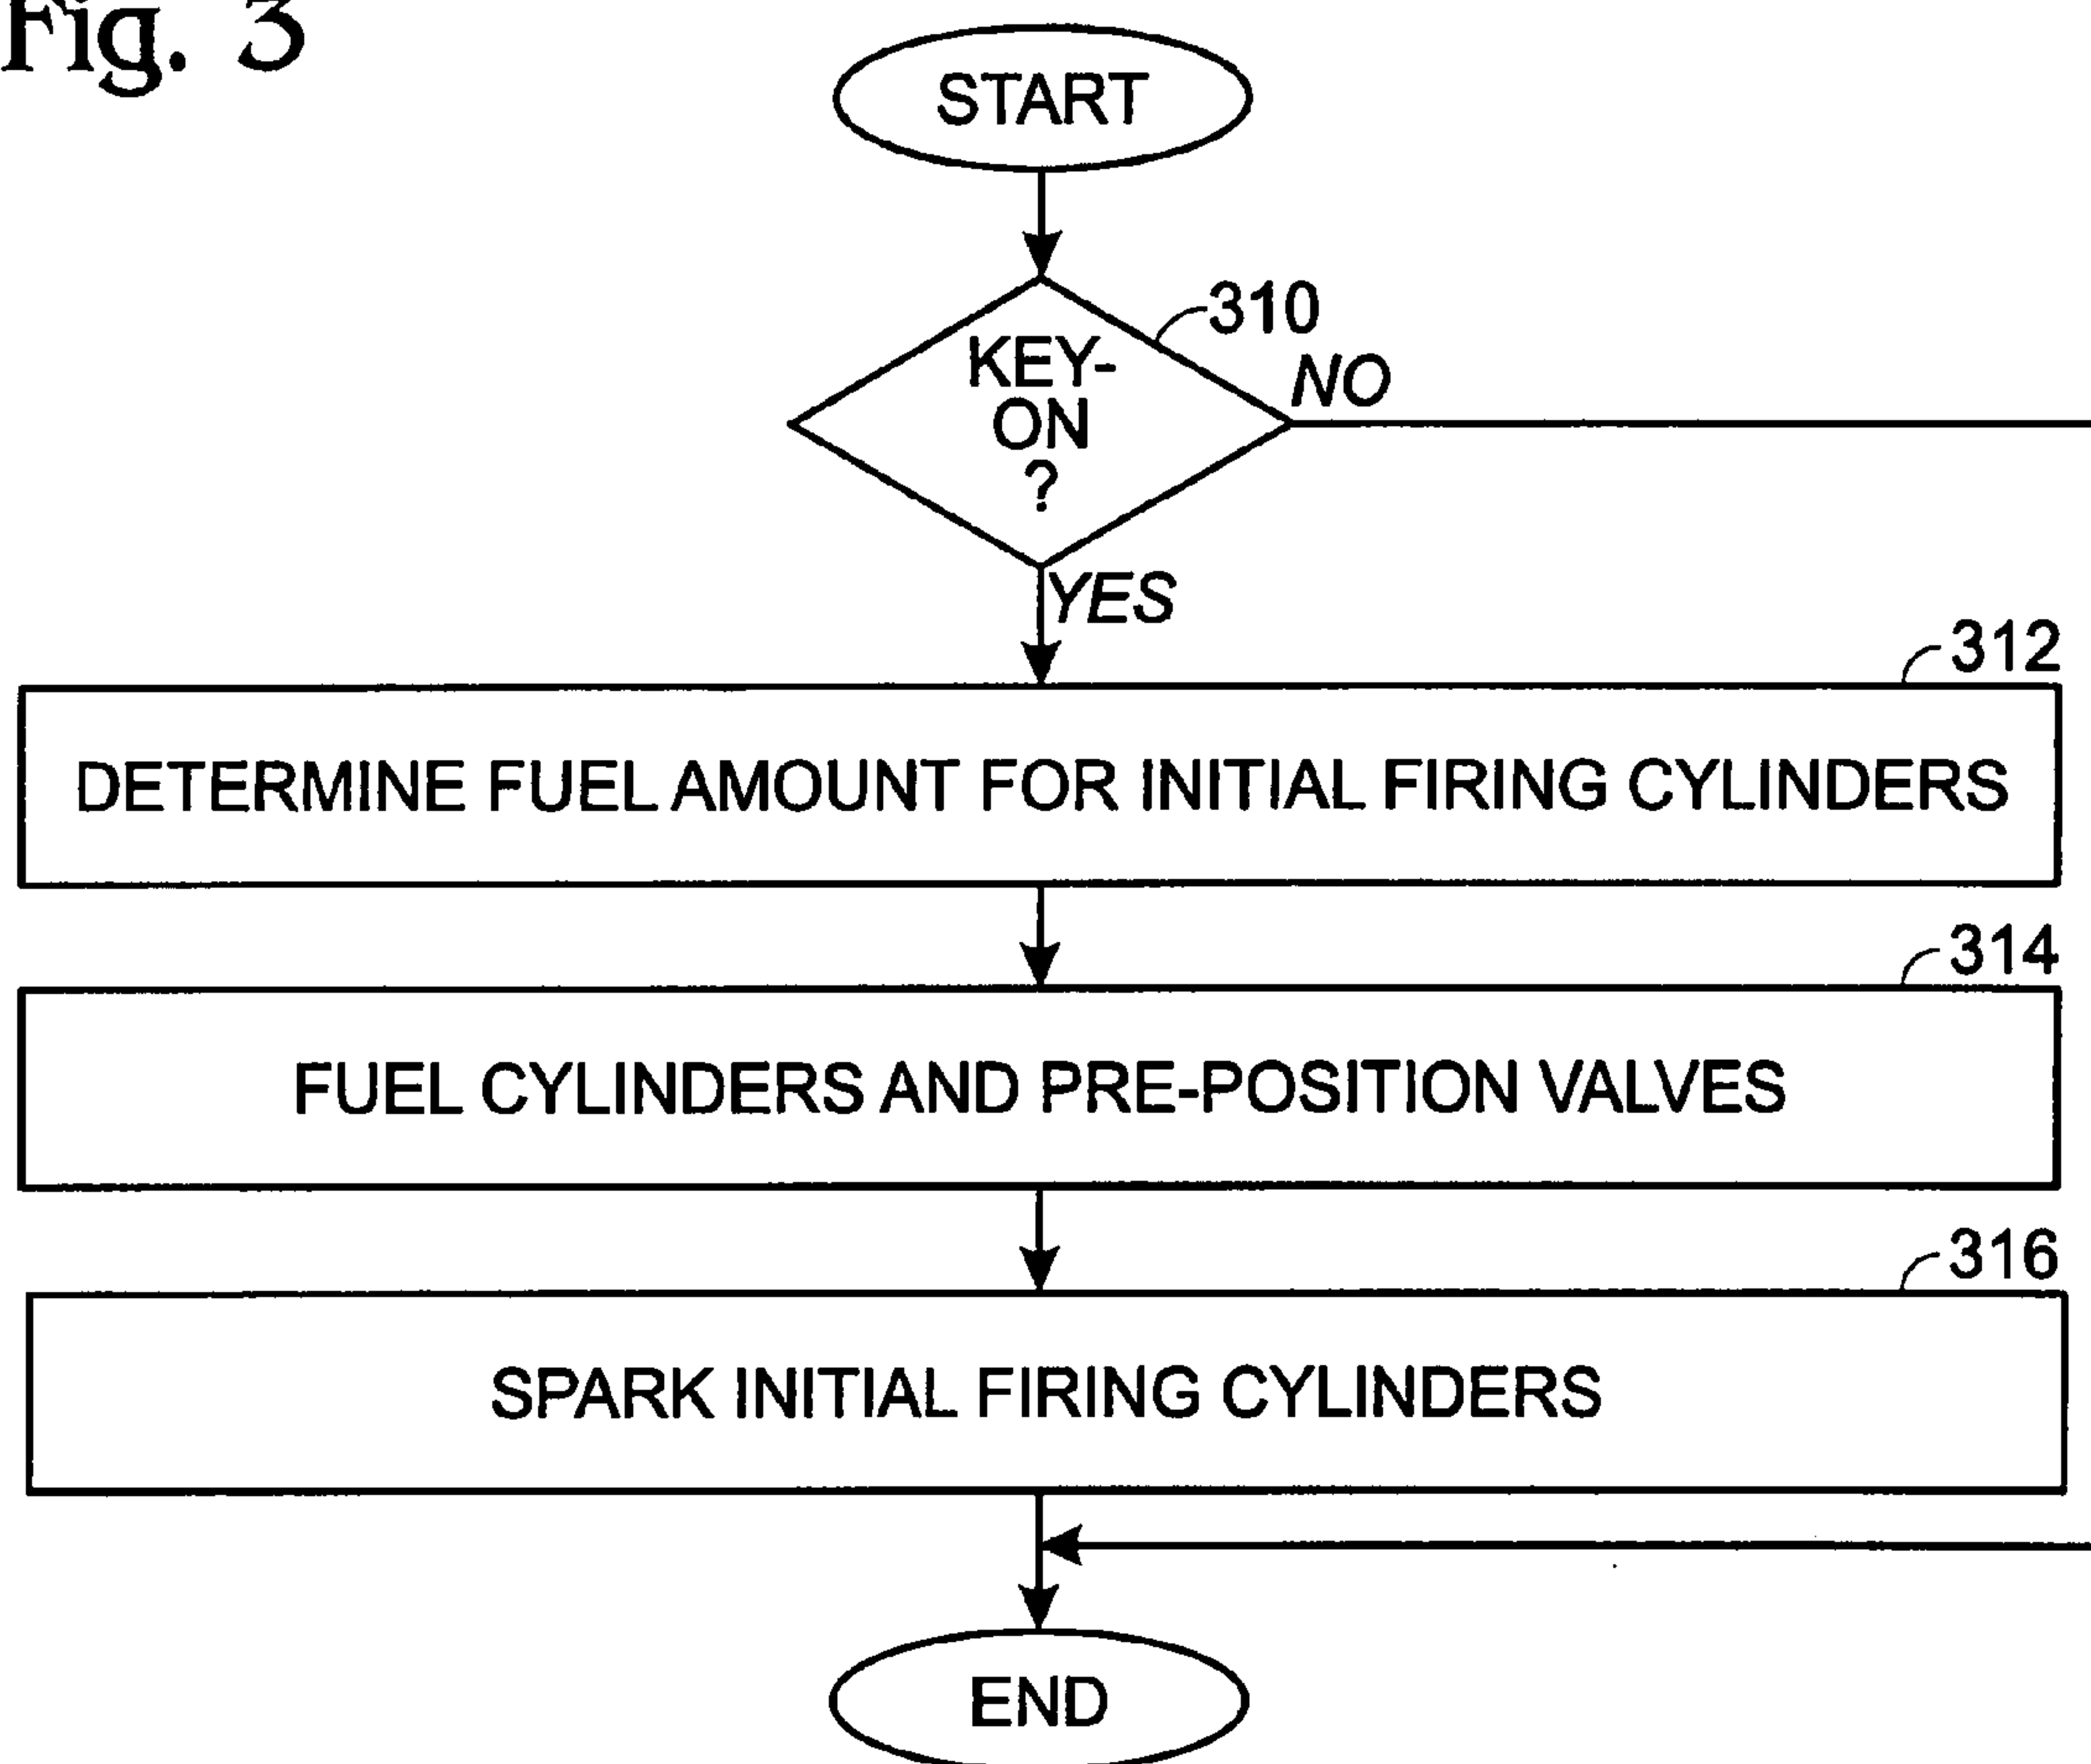 Fig. 3
START
310
KEY-
ON
?
NO
YES
312
DETERMINE FUEL AMOUNT FOR INITIAL FIRING CYLINDERS
314
FUEL CYLINDERS AND PRE-POSITION VALVES
316
SPARK INITIAL FIRING CYLINDERS
END